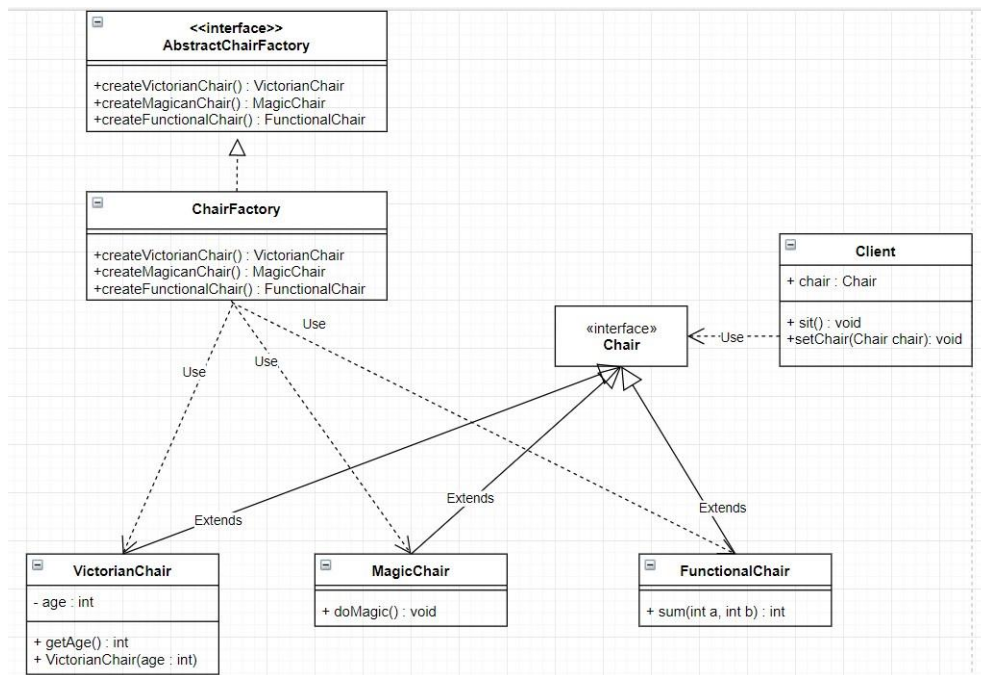 <<interface>>
AbstractChairFactory
+createVictorianChair() : VictorianChair
+createMagicanChair() : MagicChair
+createFunctionalChair() : FunctionalChair
ChairFactory
+createVictorianChair() : VictorianChair
+createMagicanChair() : MagicChair
+createFunctionalChair() : FunctionalChair
Client
+ chair : Chair
+ sit() : void
+setChair(Chair chair): void
«interface»
Chair
Use
Use
Use
Use
Extends
Extends
Extends
VictorianChair
- age : int
+ getAge() : int
+ VictorianChair(age : int)
MagicChair
+ doMagic() : void
FunctionalChair
+ sum(int a, int b) : int